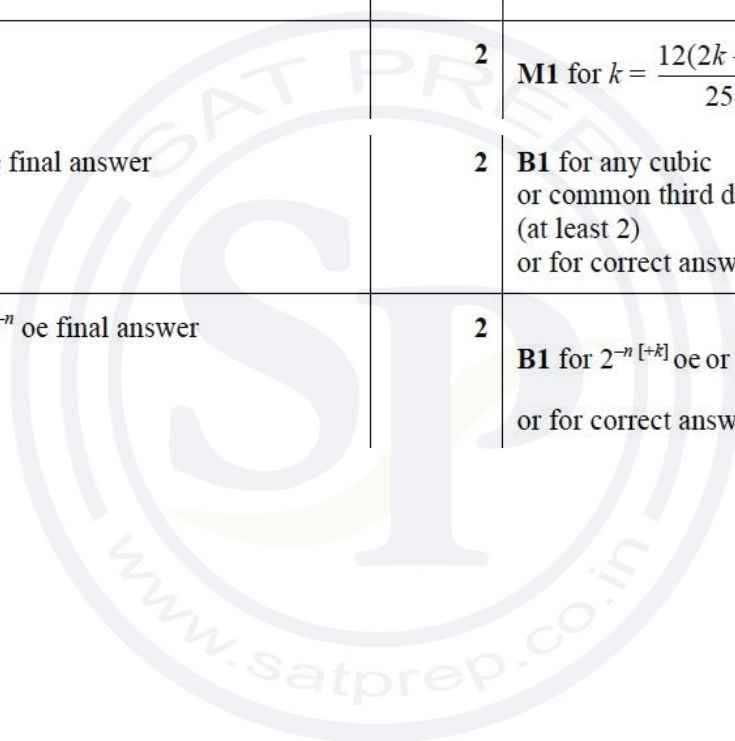 2
M1 for k = 12(2k
25
final answer
2
B1 for any cubic
or common third d
(at least 2)
or for correct answ
-n oe final answer
2
B1 for 2^{-n [+k]} oe or
or for correct answ
SAT PREP
SP
www.satprep.co.in